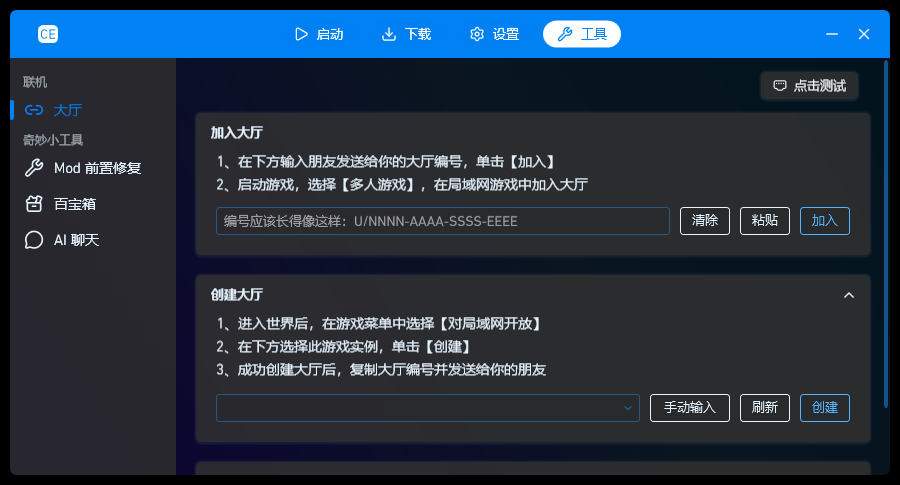 CE
启动
下载
设置
工具
联机
大厅
奇妙小工具
Mod 前置修复
百宝箱
AI 聊天
点击测试
加入大厅
1、在下方输入朋友发送给你的大厅编号，单击【加入】
2、启动游戏，选择【多人游戏】，在局域网游戏中加入大厅
编号应该长得像这样：U/NNNN-AAAA-SSSS-EEEE
清除
粘贴
加入
创建大厅
1、进入世界后，在游戏菜单中选择【对局域网开放】
2、在下方选择此游戏实例，单击【创建】
3、成功创建大厅后，复制大厅编号并发送给你的朋友
手动输入
刷新
创建